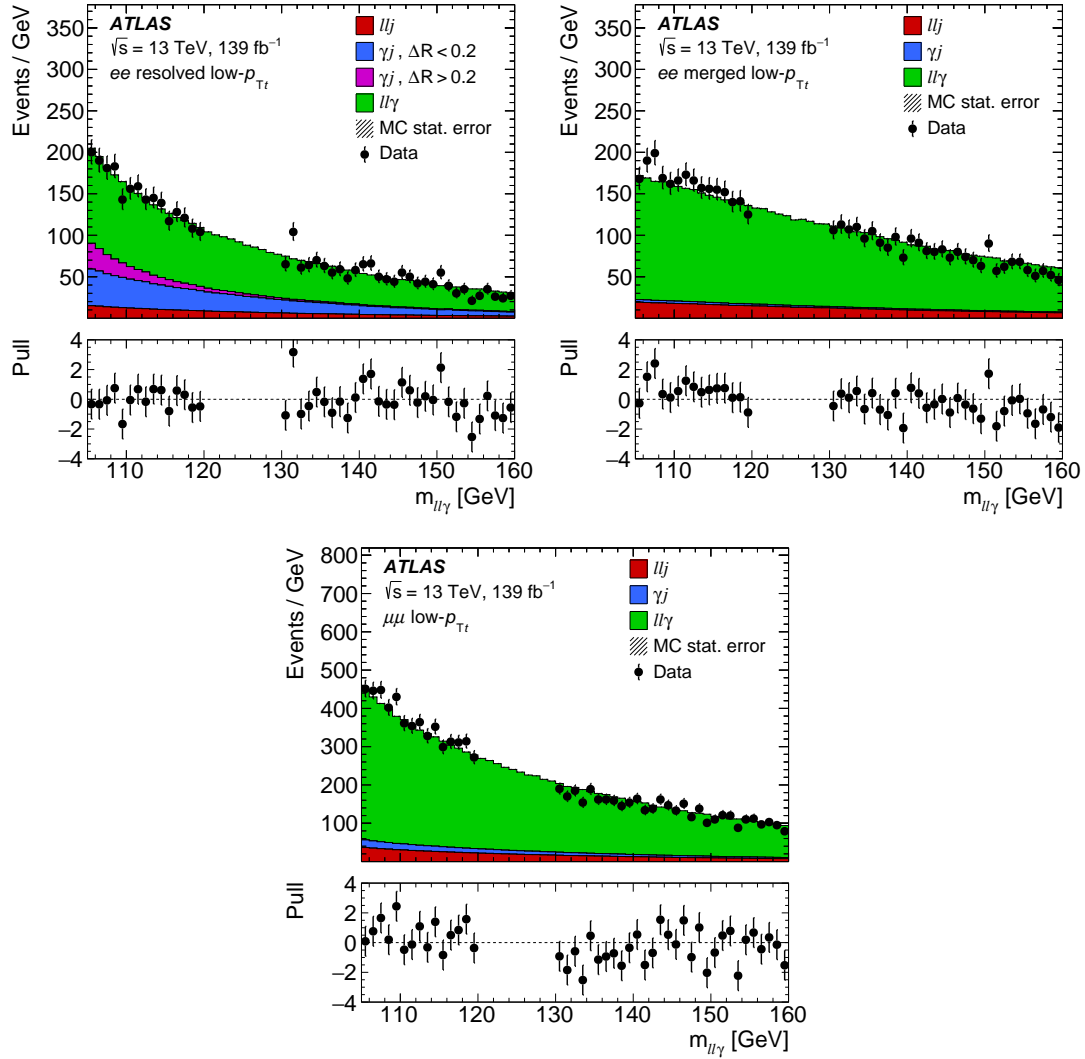 Events / GeV
350
300
250
200
150
100
50
ATLAS
√s = 13 TeV, 139 fb⁻¹
ee resolved low-p_Tt
llj
γj , ΔR < 0.2
γj , ΔR > 0.2
llγ
MC stat. error
Data
Pull
4
2
0
−2
−4
110 120 130 140 150 160
m_llγ [GeV]
Events / GeV
350
300
250
200
150
100
50
ATLAS
√s = 13 TeV, 139 fb⁻¹
ee merged low-p_Tt
llj
γj
llγ
MC stat. error
Data
Pull
4
2
0
−2
−4
110 120 130 140 150 160
m_llγ [GeV]
Events / GeV
800
700
600
500
400
300
200
100
ATLAS
√s = 13 TeV, 139 fb⁻¹
μμ low-p_Tt
llj
γj
llγ
MC stat. error
Data
Pull
4
2
0
−2
−4
110 120 130 140 150 160
m_llγ [GeV]